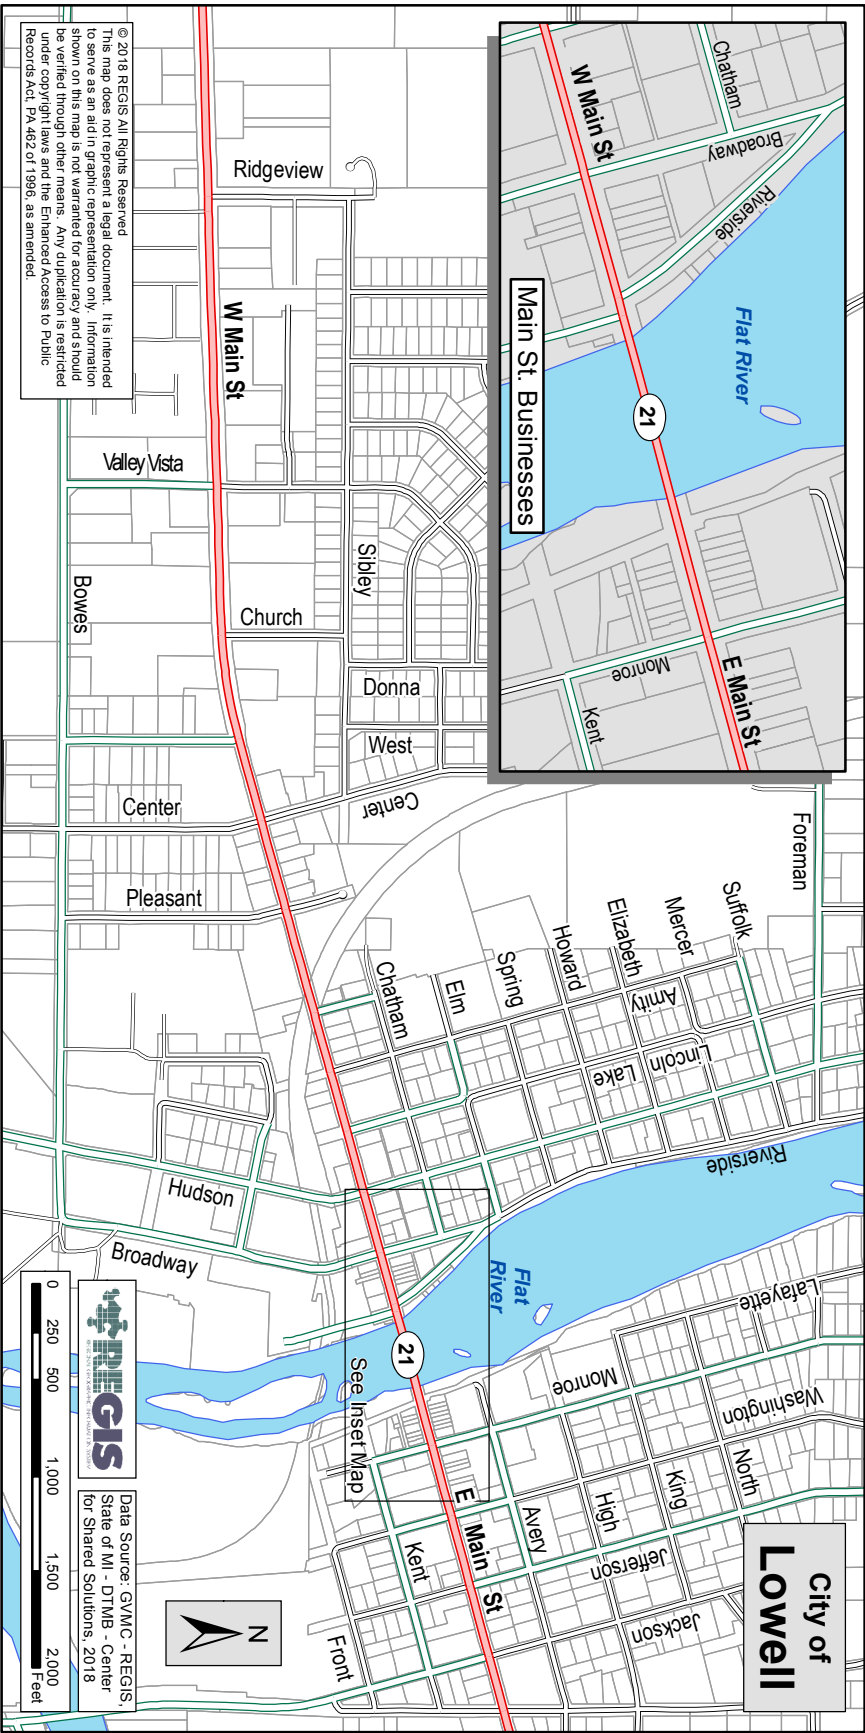 City of
Lowell
Chatham
Broadway
Riverside
W Main St
Flat River
21
Main St. Businesses
E Main St
Monroe
Kent
Foreman
Suffolk
Mercer
Elizabeth
Howard
Spring
Elm
Chatham
Amity
Lincoln
Lake
Riverside
Lafayette
Washington
Monroe
North
King
High
Avery
Jefferson
Jackson
Flat
River
21
See Inset Map
E Main St
Kent
Front
Ridgeview
W Main St
Valley Vista
Sibley
Church
Bowes
Donna
West
Center
Center
Pleasant
Hudson
Broadway
© 2018 REGIS All Rights Reserved
This map does not represent a legal document. It is intended
to serve as an aid in graphic representation only. Information
shown on this map is not warranted for accuracy and should
be verified through other means. Any duplication is restricted
under copyright laws and the Enhanced Access to Public
Records Act, PA 462 of 1996, as amended.
REGIS
Data Source: GVMC - REGIS,
State of MI - DTMB - Center
for Shared Solutions, 2018
0 250 500 1,000 1,500 2,000
Feet
N